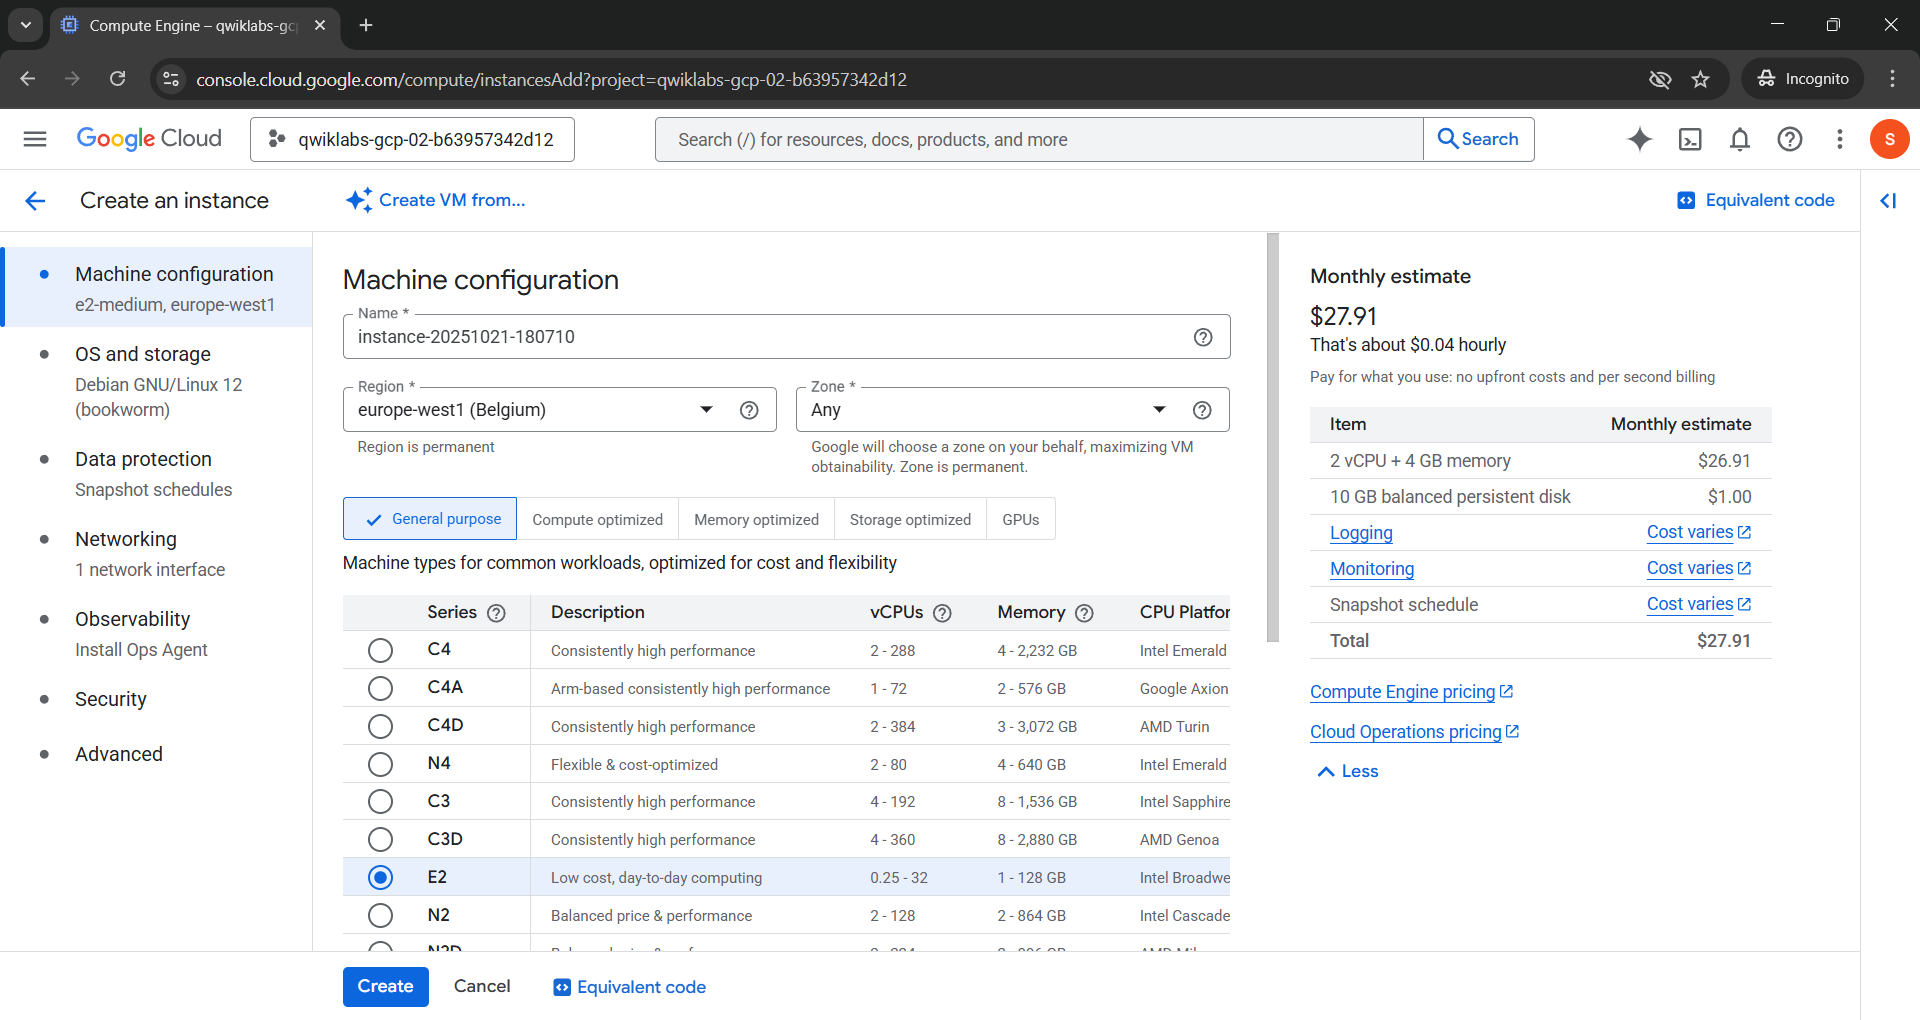 Compute Engine – qwiklabs-gcp
console.cloud.google.com/compute/instancesAdd?project=qwiklabs-gcp-02-b63957342d12
Incognito
Google Cloud
qwiklabs-gcp-02-b63957342d12
Search (/) for resources, docs, products, and more
Search
S
Create an instance
Create VM from...
Equivalent code
Machine configuration
e2-medium, europe-west1
OS and storage
Debian GNU/Linux 12
(bookworm)
Data protection
Snapshot schedules
Networking
1 network interface
Observability
Install Ops Agent
Security
Advanced
Machine configuration
Name *
instance-20251021-180710
Region *
europe-west1 (Belgium)
Region is permanent
Zone *
Any
Google will choose a zone on your behalf, maximizing VM
obtainability. Zone is permanent.
General purpose
Compute optimized
Memory optimized
Storage optimized
GPUs
Machine types for common workloads, optimized for cost and flexibility
Series Description vCPUs Memory CPU Platfor
C4 Consistently high performance 2 - 288 4 - 2,232 GB Intel Emerald
C4A Arm-based consistently high performance 1 - 72 2 - 576 GB Google Axion
C4D Consistently high performance 2 - 384 3 - 3,072 GB AMD Turin
N4 Flexible & cost-optimized 2 - 80 4 - 640 GB Intel Emerald
C3 Consistently high performance 4 - 192 8 - 1,536 GB Intel Sapphire
C3D Consistently high performance 4 - 360 8 - 2,880 GB AMD Genoa
E2 Low cost, day-to-day computing 0.25 - 32 1 - 128 GB Intel Broadwe
N2 Balanced price & performance 2 - 128 2 - 864 GB Intel Cascade
Create
Cancel
Equivalent code
Monthly estimate
$27.91
That's about $0.04 hourly
Pay for what you use: no upfront costs and per second billing
Item Monthly estimate
2 vCPU + 4 GB memory $26.91
10 GB balanced persistent disk $1.00
Logging Cost varies
Monitoring Cost varies
Snapshot schedule Cost varies
Total $27.91
Compute Engine pricing
Cloud Operations pricing
Less